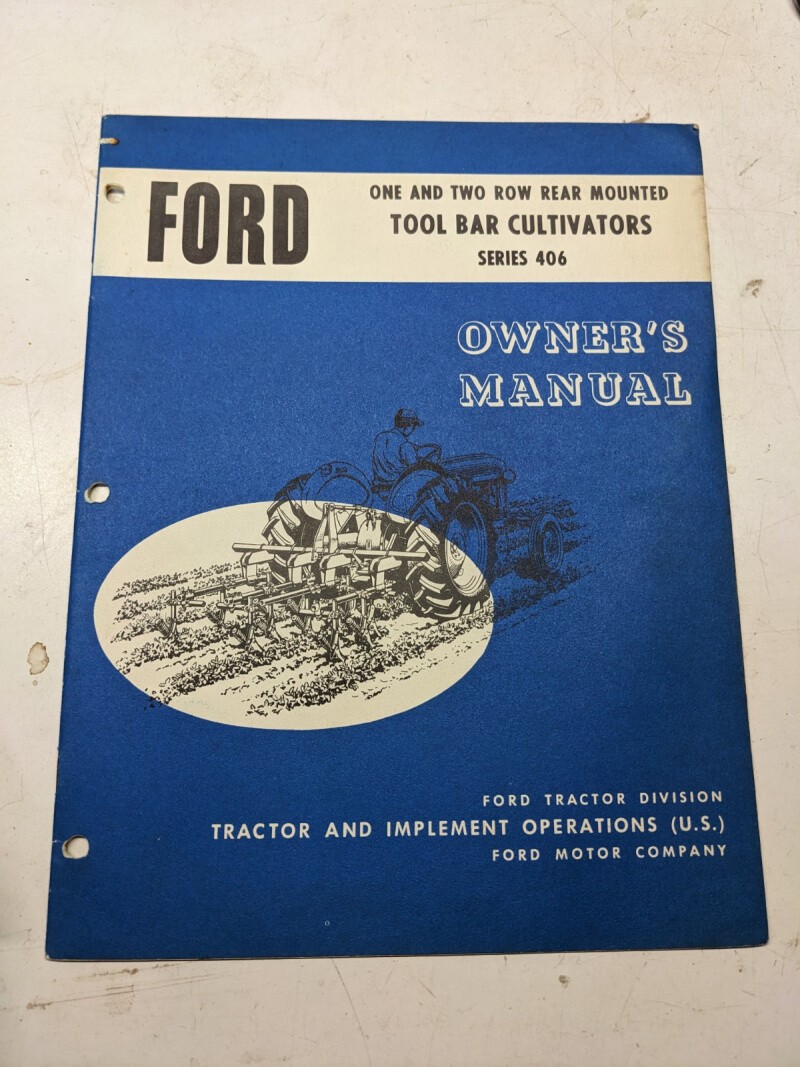 FORD
ONE AND TWO ROW REAR MOUNTED
TOOL BAR CULTIVATORS
SERIES 406
OWNER'S
MANUAL
FORD TRACTOR DIVISION
TRACTOR AND IMPLEMENT OPERATIONS (U.S.)
FORD MOTOR COMPANY